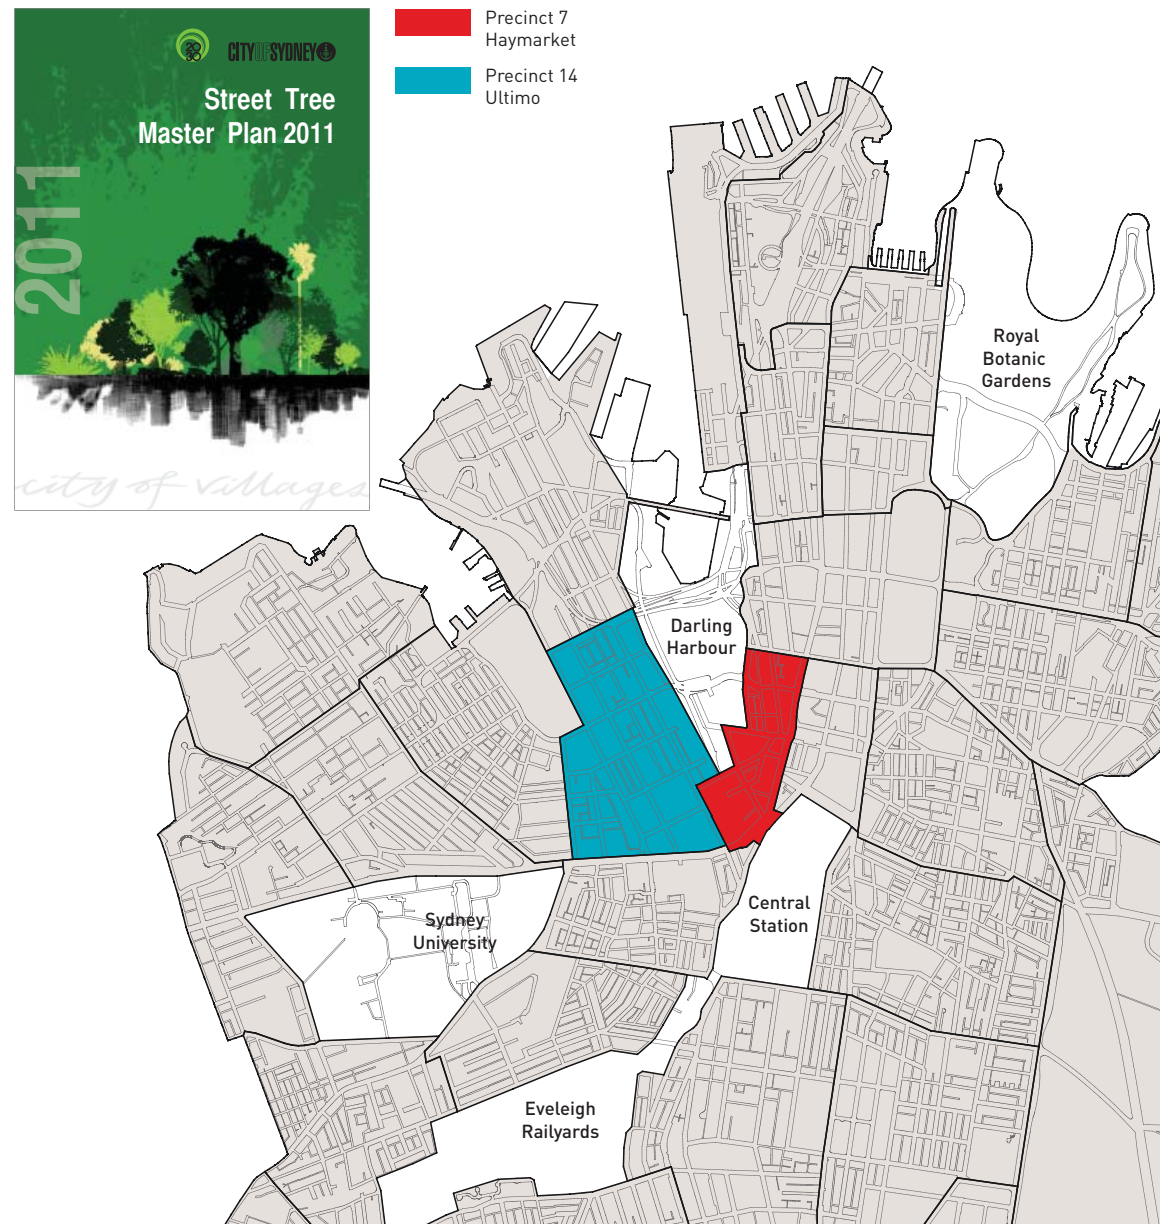 2030
CITY OF SYDNEY
Street Tree
Master Plan 2011
2011
city of villages
Precinct 7
Haymarket
Precinct 14
Ultimo
Royal
Botanic
Gardens
Darling
Harbour
Sydney
University
Central
Station
Eveleigh
Railyards